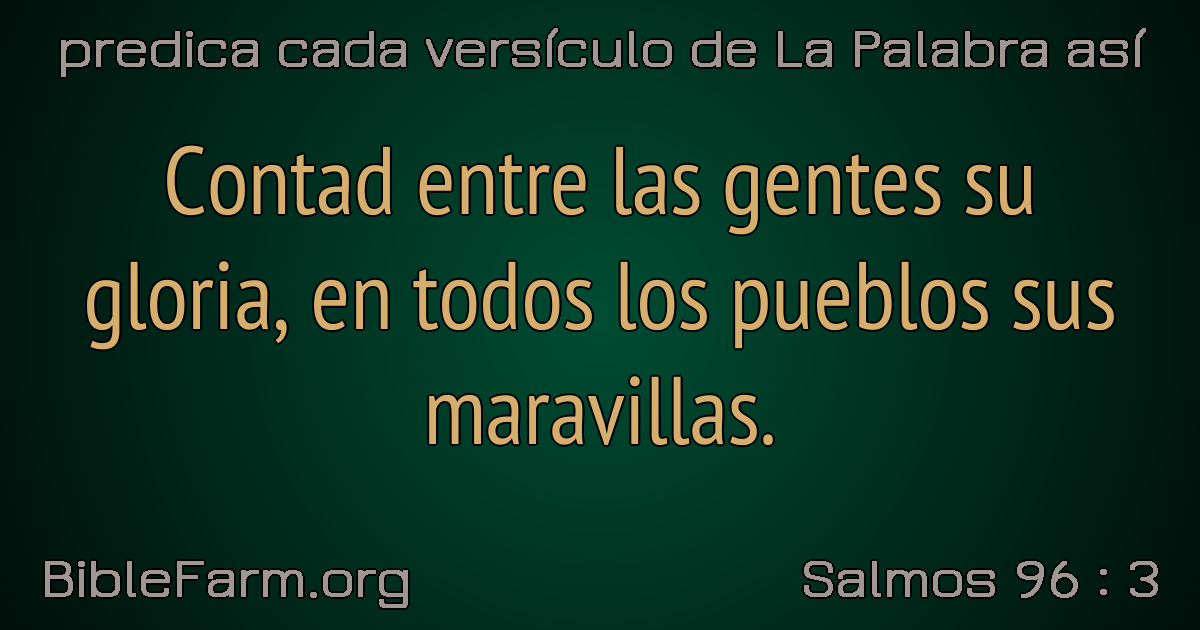 predica cada versículo de La Palabra así
Contad entre las gentes su
gloria, en todos los pueblos sus
maravillas.
BibleFarm.org
Salmos 96 : 3